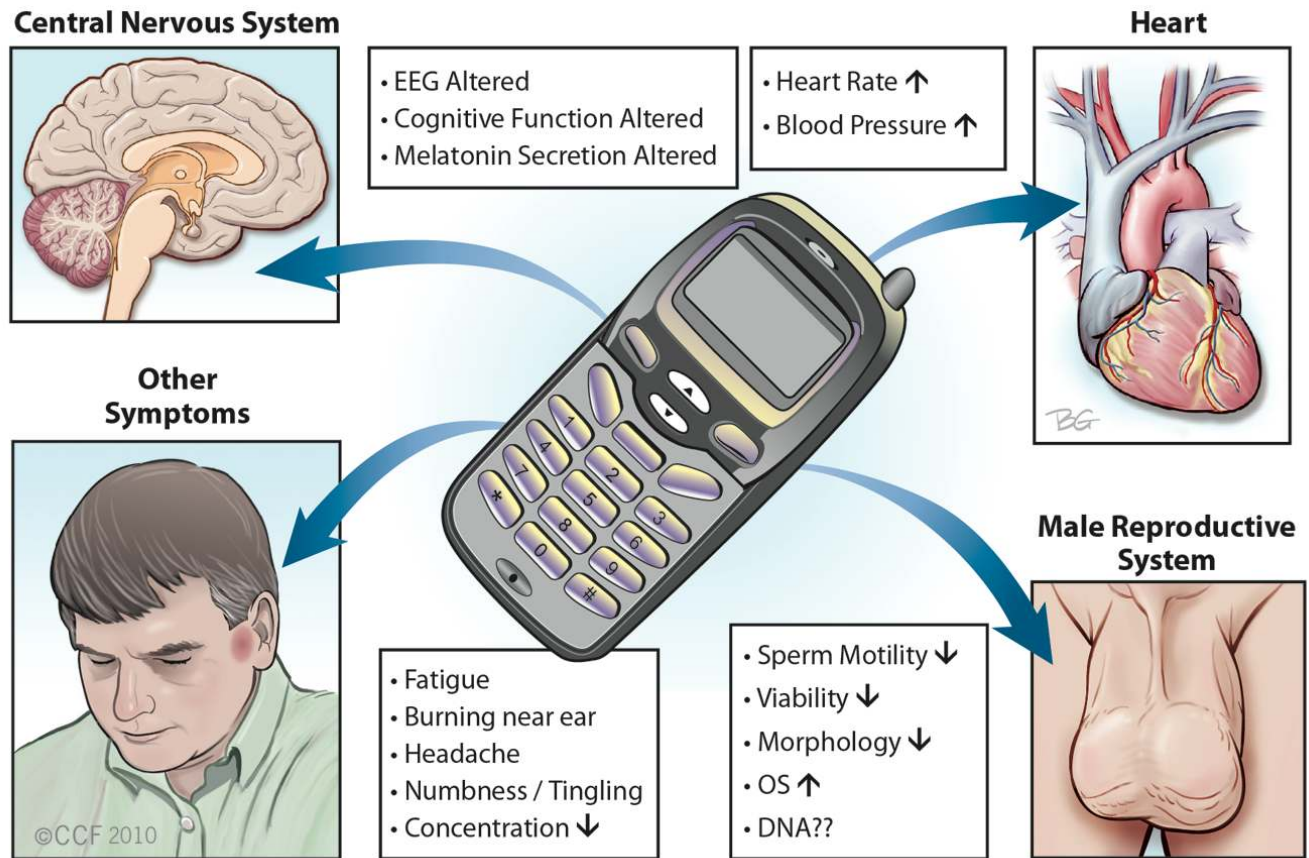 Central Nervous System
• EEG Altered
• Cognitive Function Altered
• Melatonin Secretion Altered
• Heart Rate ↑
• Blood Pressure ↑
Heart
BG
Other
Symptoms
©CCF 2010
• Fatigue
• Burning near ear
• Headache
• Numbness / Tingling
• Concentration ↓
1
2
3
4
5
6
7
8
9
*
0
#
Male Reproductive
System
• Sperm Motility ↓
• Viability ↓
• Morphology ↓
• OS ↑
• DNA??